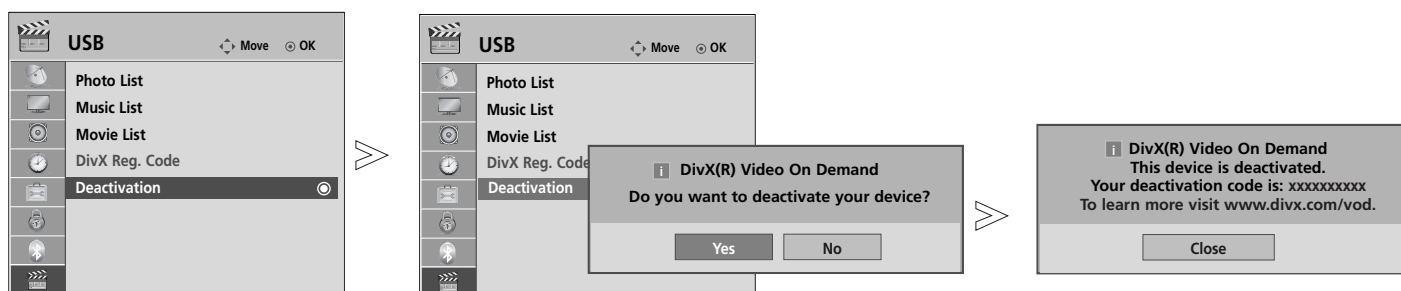 USB
Move
OK
Photo List
Music List
Movie List
DivX Reg. Code
Deactivation
USB
Move
OK
Photo List
Music List
Movie List
DivX Reg. Code
Deactivation
i DivX(R) Video On Demand
Do you want to deactivate your device?
Yes
No
i DivX(R) Video On Demand
This device is deactivated.
Your deactivation code is: xxxxxxxxxx
To learn more visit www.divx.com/vod.
Close